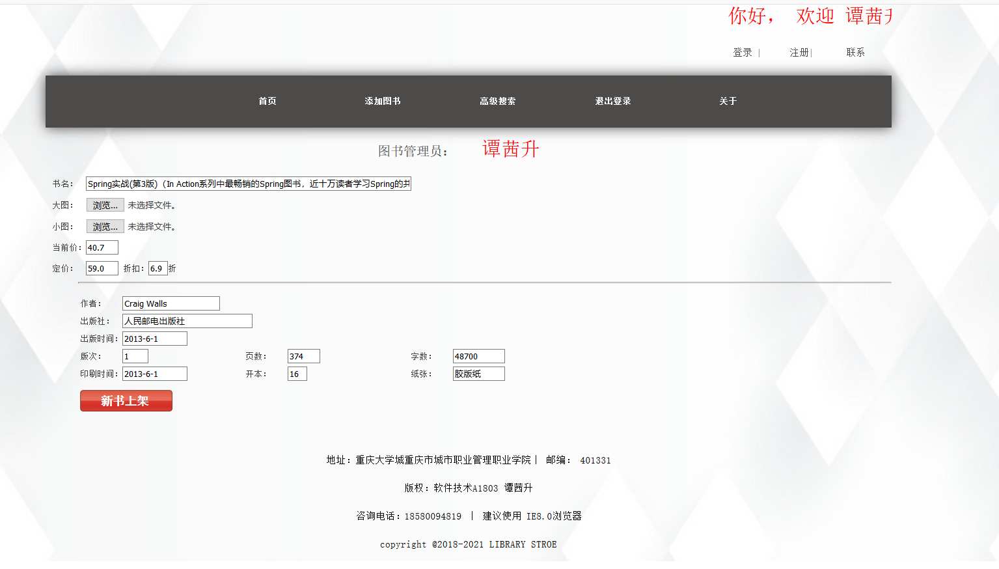 你好， 欢迎 谭茜升
登录 | 注册| 联系
首页 添加图书 高级搜索 退出登录 关于
图书管理员： 谭茜升
书名： Spring实战(第3版)（In Action系列中最畅销的Spring图书，近十万读者学习Spring的共
大图： 浏览... 未选择文件。
小图： 浏览... 未选择文件。
当前价： 40.7
定价： 59.0 折扣： 6.9 折
作者： Craig Walls
出版社： 人民邮电出版社
出版时间： 2013-6-1
版次： 1 页数： 374 字数： 48700
印刷时间： 2013-6-1 开本： 16 纸张： 胶版纸
新书上架
地址：重庆大学城重庆市城市职业管理职业学院| 邮编： 401331
版权：软件技术A1803 谭茜升
咨询电话：18580094819 | 建议使用 IE8.0浏览器
copyright @2018-2021 LIBRARY STROE